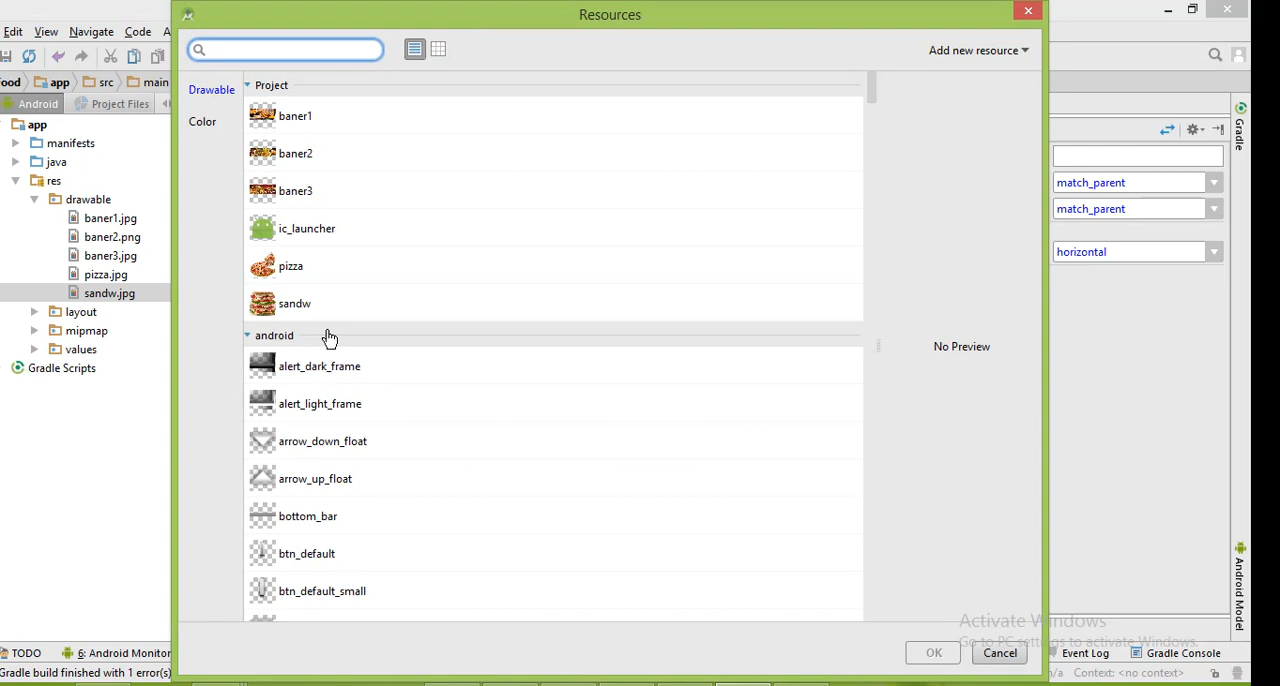 Resources
Edit View Navigate Code A
Add new resource
ood app src main
Android Project Files
app
manifests
java
res
drawable
baner1.jpg
baner2.png
baner3.jpg
pizza.jpg
sandw.jpg
layout
mipmap
values
Gradle Scripts
Drawable
Color
Project
baner1
baner2
baner3
ic_launcher
pizza
sandw
android
alert_dark_frame
alert_light_frame
arrow_down_float
arrow_up_float
bottom_bar
btn_default
btn_default_small
No Preview
OK
Cancel
match_parent
match_parent
horizontal
Gradle
Android Model
Activate Windows
Go to PC settings to activate Windows.
TODO 6: Android Monitor
Event Log Gradle Console
Gradle build finished with 1 error(s)
n/a Context: <no context>